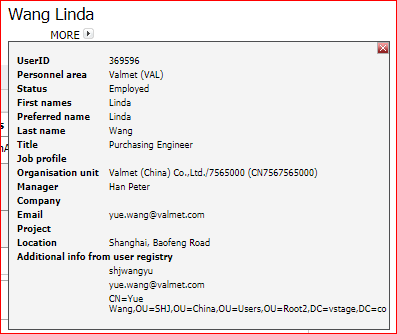 Wang Linda
MORE
UserID 369596
Personnel area Valmet (VAL)
Status Employed
First names Linda
Preferred name Linda
Last name Wang
Title Purchasing Engineer
Job profile
Organisation unit Valmet (China) Co.,Ltd./7565000 (CN7567565000)
Manager Han Peter
Company
Email yue.wang@valmet.com
Project
Location Shanghai, Baofeng Road
Additional info from user registry
shjwangyu
yue.wang@valmet.com
CN=Yue
Wang,OU=SHJ,OU=China,OU=Users,OU=Root2,DC=vstage,DC=co